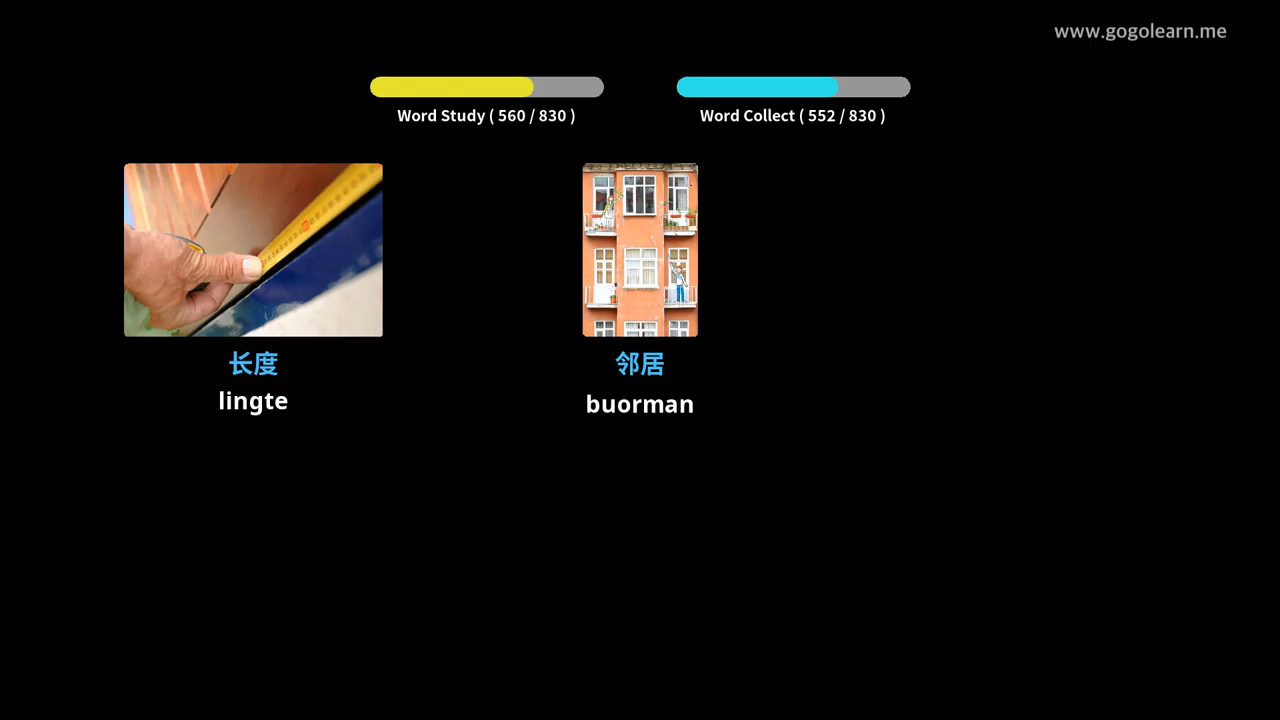 www.gogolearn.me
Word Study ( 560 / 830 )
Word Collect ( 552 / 830 )
长度
lingte
邻居
buorman